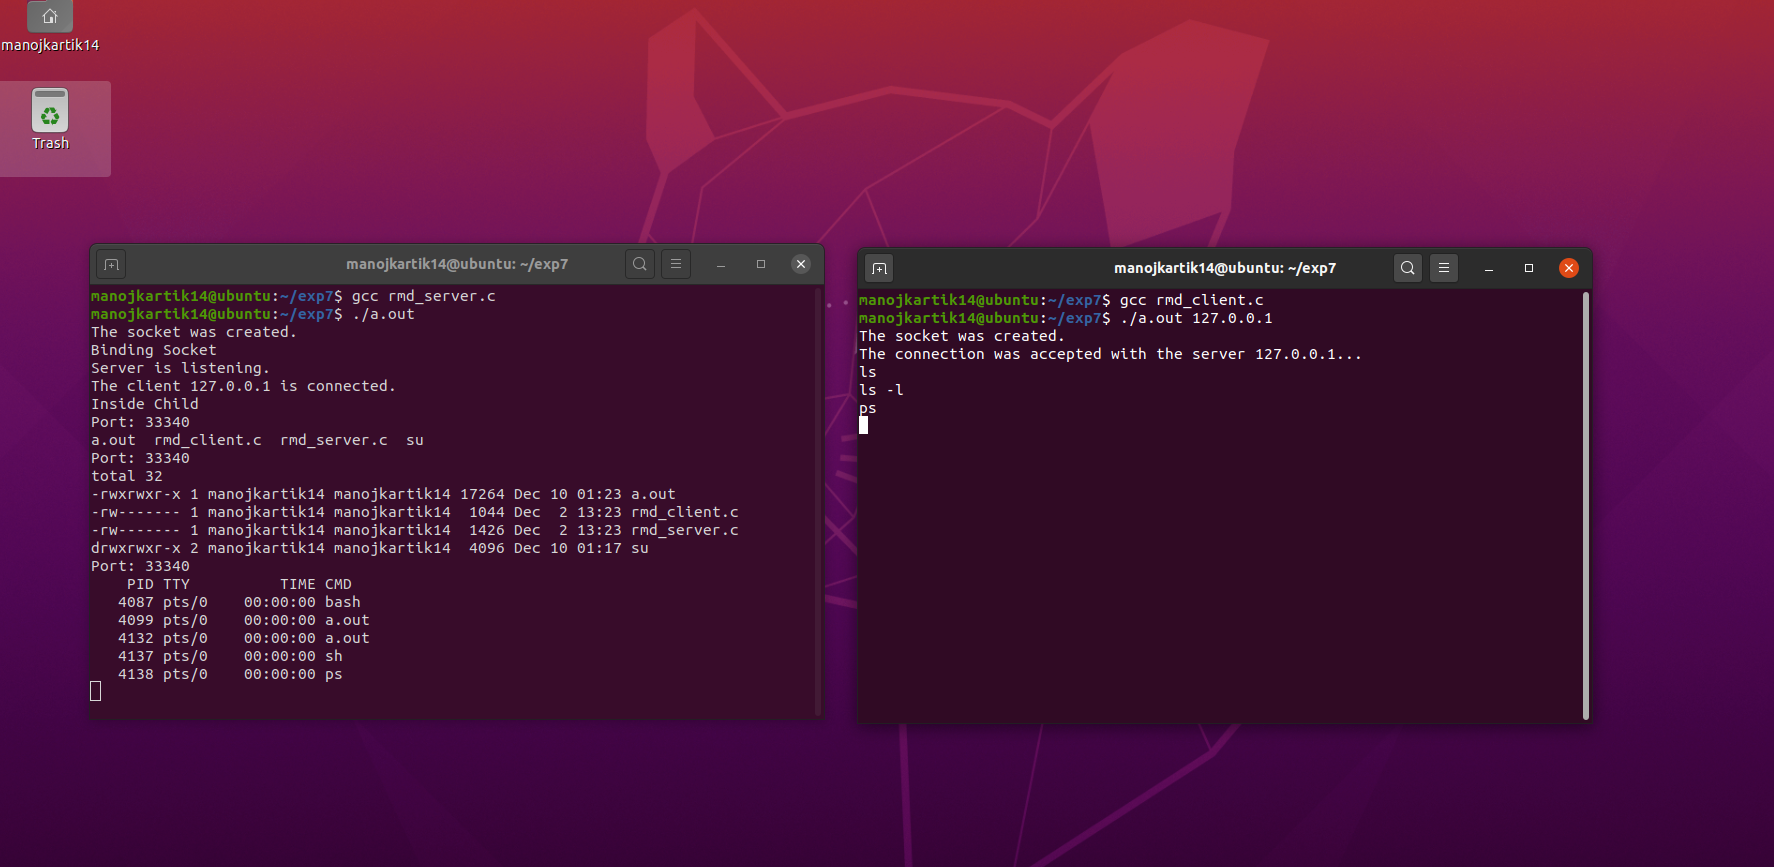 manojkartik14
Trash
manojkartik14@ubuntu: ~/exp7
manojkartik14@ubuntu:~/exp7$ gcc rmd_server.c
manojkartik14@ubuntu:~/exp7$ ./a.out
The socket was created.
Binding Socket
Server is listening.
The client 127.0.0.1 is connected.
Inside Child
Port: 33340
a.out  rmd_client.c  rmd_server.c  su
Port: 33340
total 32
-rwxrwxr-x 1 manojkartik14 manojkartik14 17264 Dec 10 01:23 a.out
-rw------- 1 manojkartik14 manojkartik14  1044 Dec  2 13:23 rmd_client.c
-rw------- 1 manojkartik14 manojkartik14  1426 Dec  2 13:23 rmd_server.c
drwxrwxr-x 2 manojkartik14 manojkartik14  4096 Dec 10 01:17 su
Port: 33340
    PID TTY          TIME CMD
   4087 pts/0    00:00:00 bash
   4099 pts/0    00:00:00 a.out
   4132 pts/0    00:00:00 a.out
   4137 pts/0    00:00:00 sh
   4138 pts/0    00:00:00 ps
manojkartik14@ubuntu: ~/exp7
manojkartik14@ubuntu:~/exp7$ gcc rmd_client.c
manojkartik14@ubuntu:~/exp7$ ./a.out 127.0.0.1
The socket was created.
The connection was accepted with the server 127.0.0.1...
ls
ls -l
ps